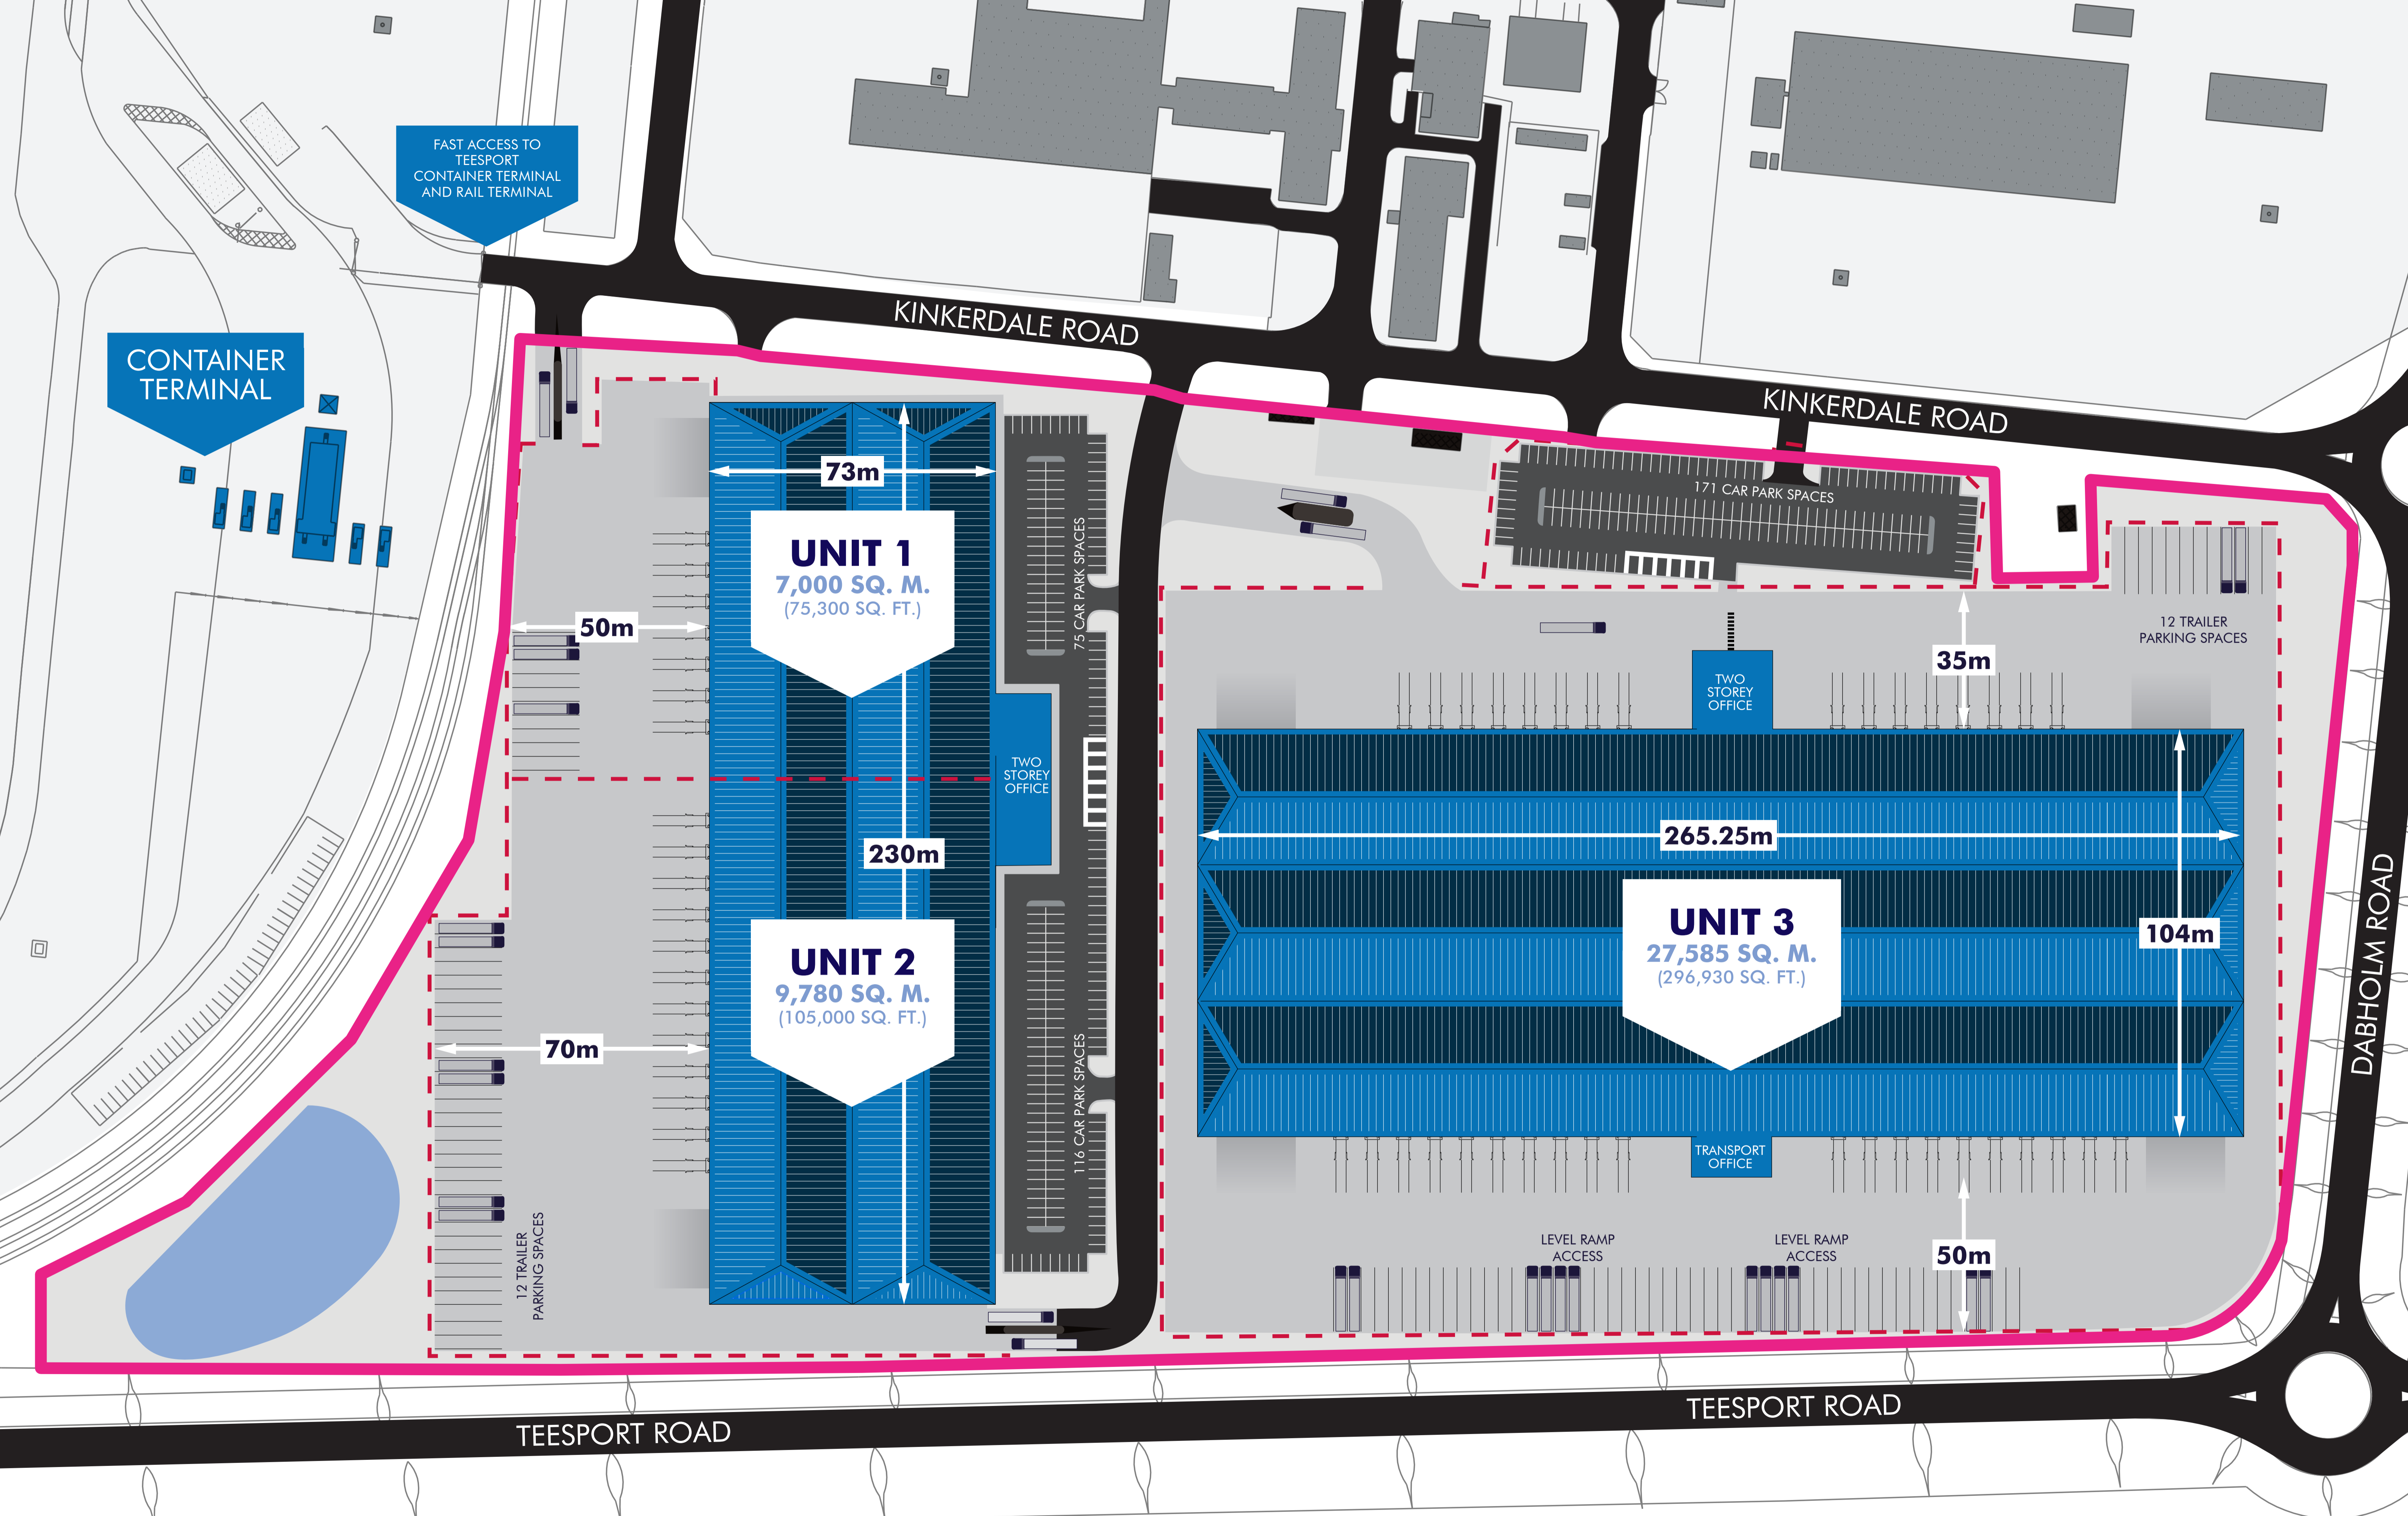 FAST ACCESS TO
TEESPORT
CONTAINER TERMINAL
AND RAIL TERMINAL
CONTAINER
TERMINAL
KINKERDALE ROAD
KINKERDALE ROAD
73m
UNIT 1
7,000 SQ. M.
(75,300 SQ. FT.)
50m
75 CAR PARK SPACES
171 CAR PARK SPACES
12 TRAILER
PARKING SPACES
35m
TWO
STOREY
OFFICE
TWO
STOREY
OFFICE
230m
265.25m
UNIT 2
9,780 SQ. M.
(105,000 SQ. FT.)
UNIT 3
27,585 SQ. M.
(296,930 SQ. FT.)
104m
DABHOLM ROAD
70m
116 CAR PARK SPACES
TRANSPORT
OFFICE
12 TRAILER
PARKING SPACES
LEVEL RAMP
ACCESS
LEVEL RAMP
ACCESS
50m
TEESPORT ROAD
TEESPORT ROAD